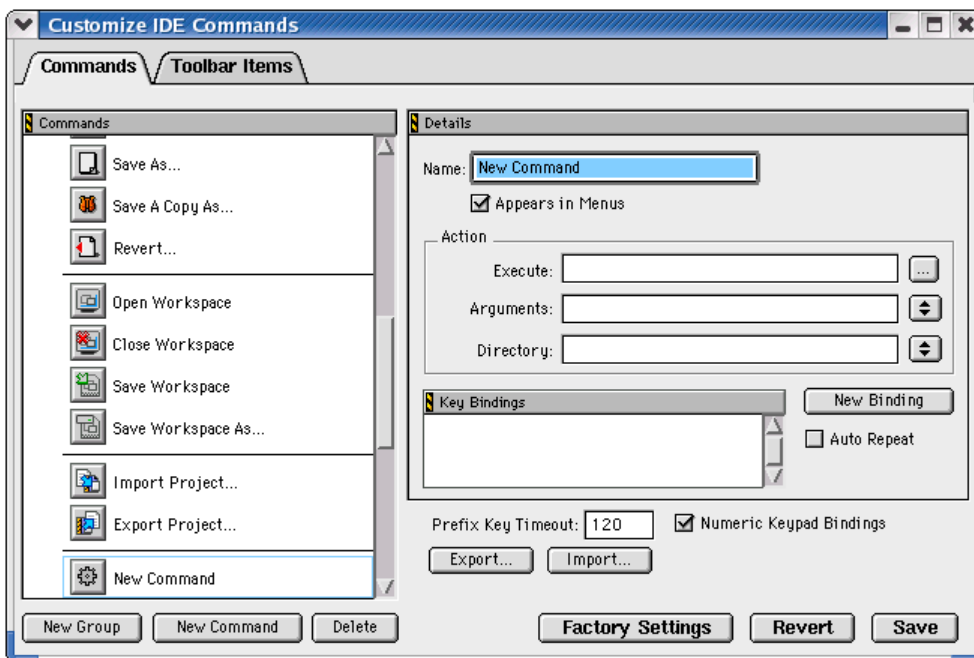 Customize IDE Commands
Commands
Toolbar Items
Commands
Save As...
Save A Copy As...
Revert...
Open Workspace
Close Workspace
Save Workspace
Save Workspace As...
Import Project...
Export Project...
New Command
New Group
New Command
Delete
Details
Name: New Command
Appears in Menus
Action
Execute: ...
Arguments:
Directory:
Key Bindings
New Binding
Auto Repeat
Prefix Key Timeout: 120
Numeric Keypad Bindings
Export...
Import...
Factory Settings
Revert
Save